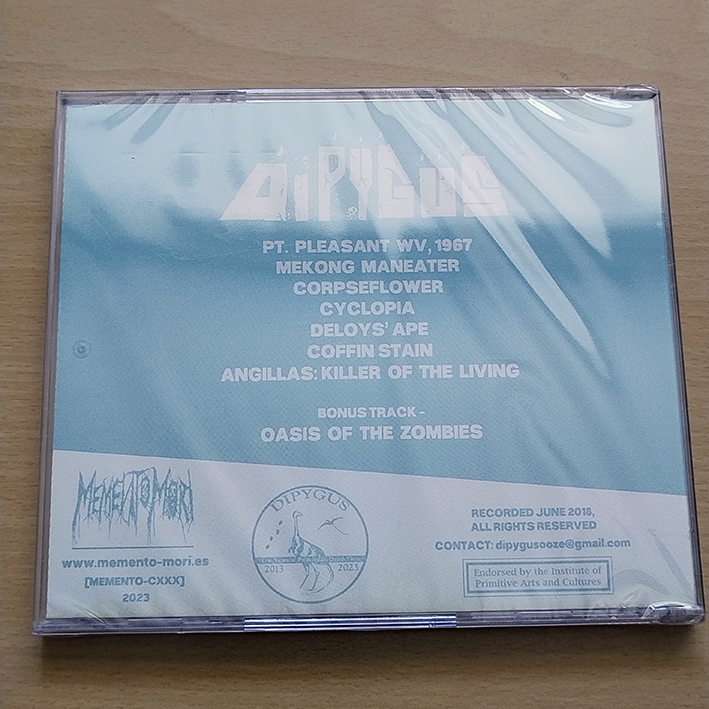 DIPYGUS
PT. PLEASANT WV, 1967
MEKONG MANEATER
CORPSEFLOWER
CYCLOPIA
DELOYS' APE
COFFIN STAIN
ANGILLAS: KILLER OF THE LIVING
BONUS TRACK -
OASIS OF THE ZOMBIES
MEMENTO MORI
www.memento-mori.es
[MEMENTO-CXXX]
2023
DIPYGUS
2013 2023
RECORDED JUNE 2018,
ALL RIGHTS RESERVED
CONTACT: dipygusooze@gmail.com
Endorsed by the Institute of
Primitive Arts and Cultures